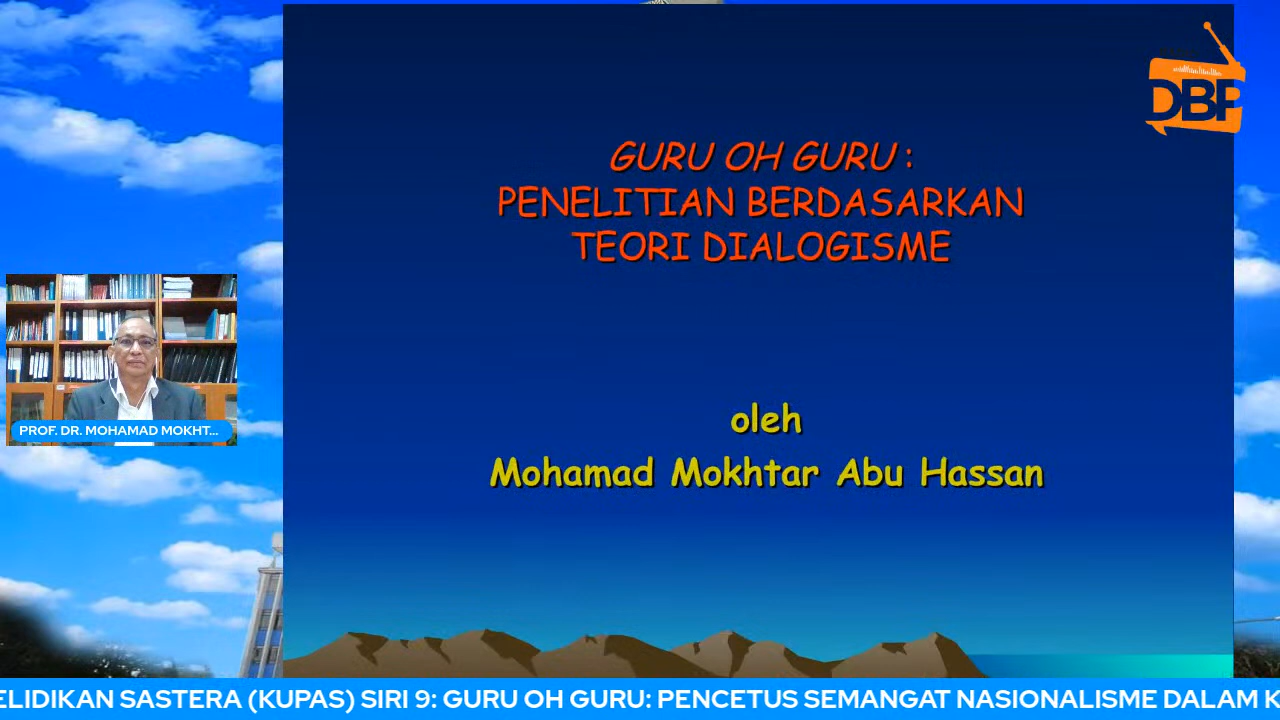 DBP
GURU OH GURU :
PENELITIAN BERDASARKAN
TEORI DIALOGISME
oleh
Mohamad Mokhtar Abu Hassan
PROF. DR. MOHAMAD MOKHT...
ELIDIKAN SASTERA (KUPAS) SIRI 9: GURU OH GURU: PENCETUS SEMANGAT NASIONALISME DALAM K